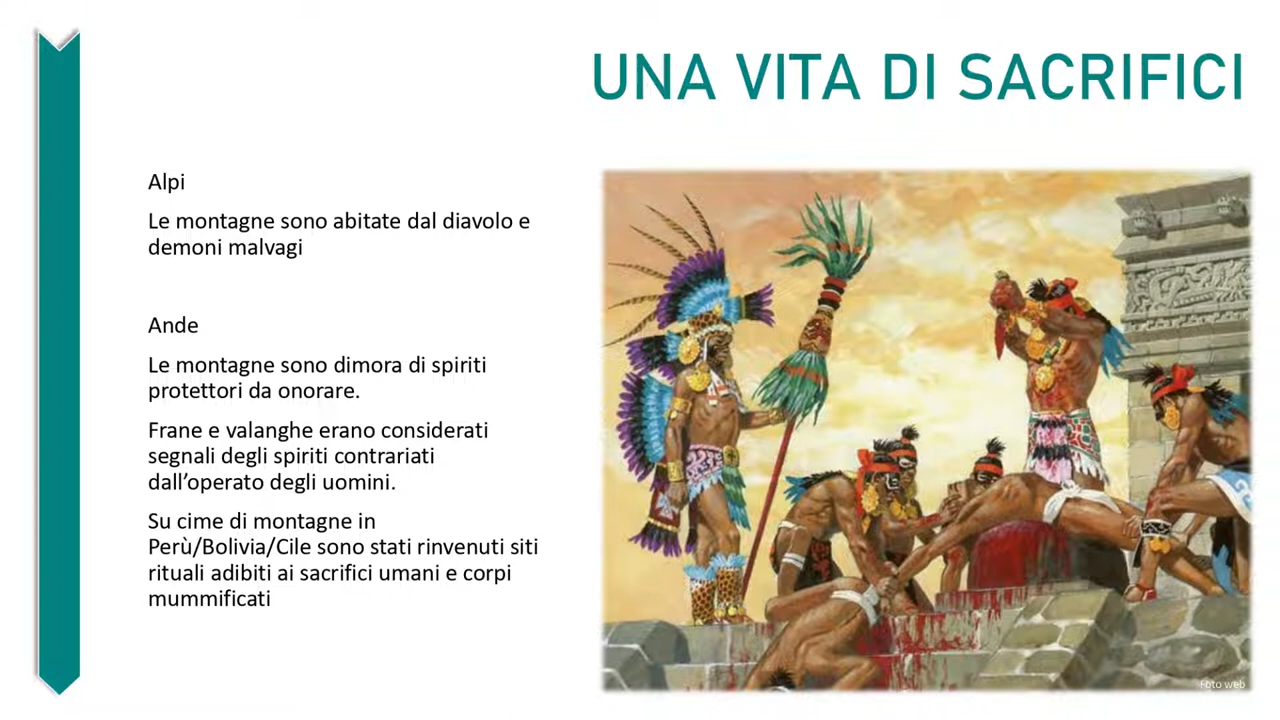 UNA VITA DI SACRIFICI
Alpi
Le montagne sono abitate dal diavolo e
demoni malvagi
Ande
Le montagne sono dimora di spiriti
protettori da onorare.
Frane e valanghe erano considerati
segnali degli spiriti contrariati
dall’operato degli uomini.
Su cime di montagne in
Perù/Bolivia/Cile sono stati rinvenuti siti
rituali adibiti ai sacrifici umani e corpi
mummificati
Foto web